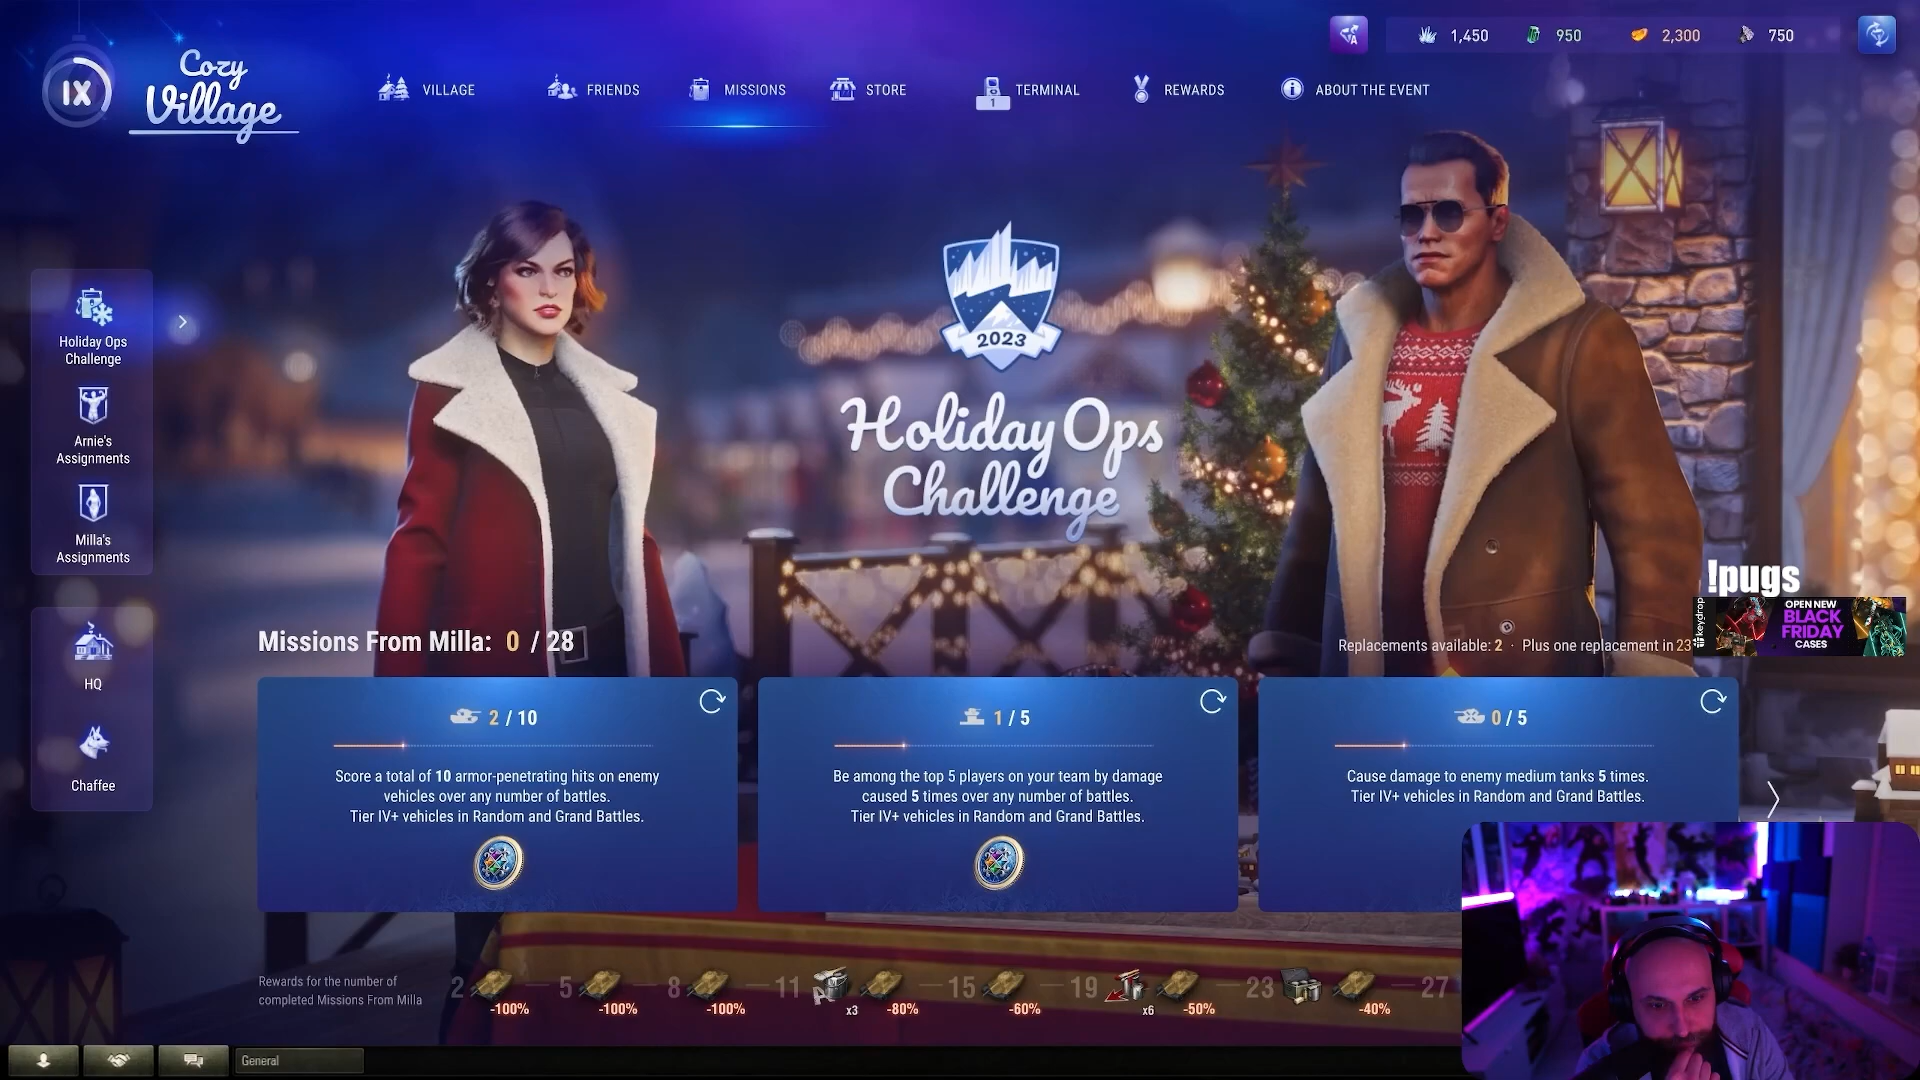 IX
Cozy
Village
VILLAGE
FRIENDS
MISSIONS
STORE
1
TERMINAL
REWARDS
ABOUT THE EVENT
A
1,450
950
2,300
750
Holiday Ops
Challenge
Arnie's
Assignments
Milla's
Assignments
HQ
Chaffee
2023
Holiday Ops
Challenge
!pugs
keydrop
OPEN NEW
BLACK
FRIDAY
CASES
Missions From Milla: 0 / 28
Replacements available: 2 · Plus one replacement in 23
2 / 10
Score a total of 10 armor-penetrating hits on enemy
vehicles over any number of battles.
Tier IV+ vehicles in Random and Grand Battles.
1 / 5
Be among the top 5 players on your team by damage
caused 5 times over any number of battles.
Tier IV+ vehicles in Random and Grand Battles.
0 / 5
Cause damage to enemy medium tanks 5 times.
Tier IV+ vehicles in Random and Grand Battles.
Rewards for the number of
completed Missions From Milla
2 -100% 5 -100% 8 -100% 11 x3 -80% 15 -60% 19 x6 -50% 23 -40% 27
General